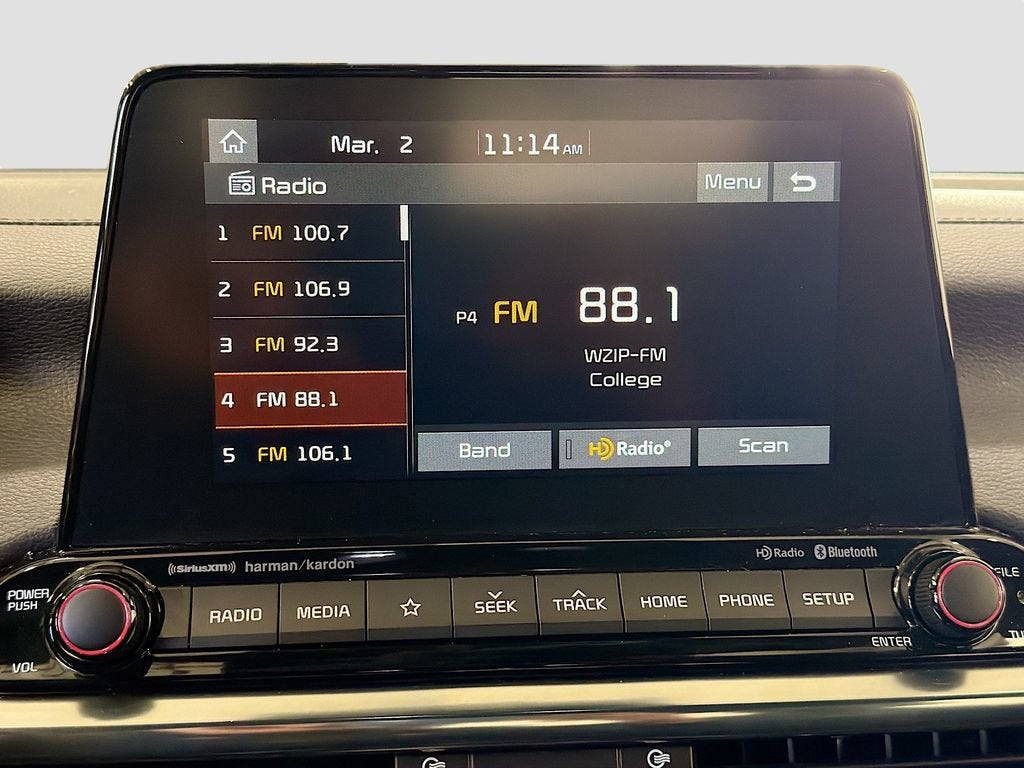 Mar. 2 11:14 AM
Radio Menu
1 FM 100.7
2 FM 106.9
3 FM 92.3
4 FM 88.1
5 FM 106.1
P4 FM 88.1
WZIP-FM
College
Band HD Radio® Scan
((SiriusXM)) harman/kardon HD Radio Bluetooth
POWER
PUSH
VOL
RADIO MEDIA SEEK TRACK HOME PHONE SETUP
FILE
ENTER